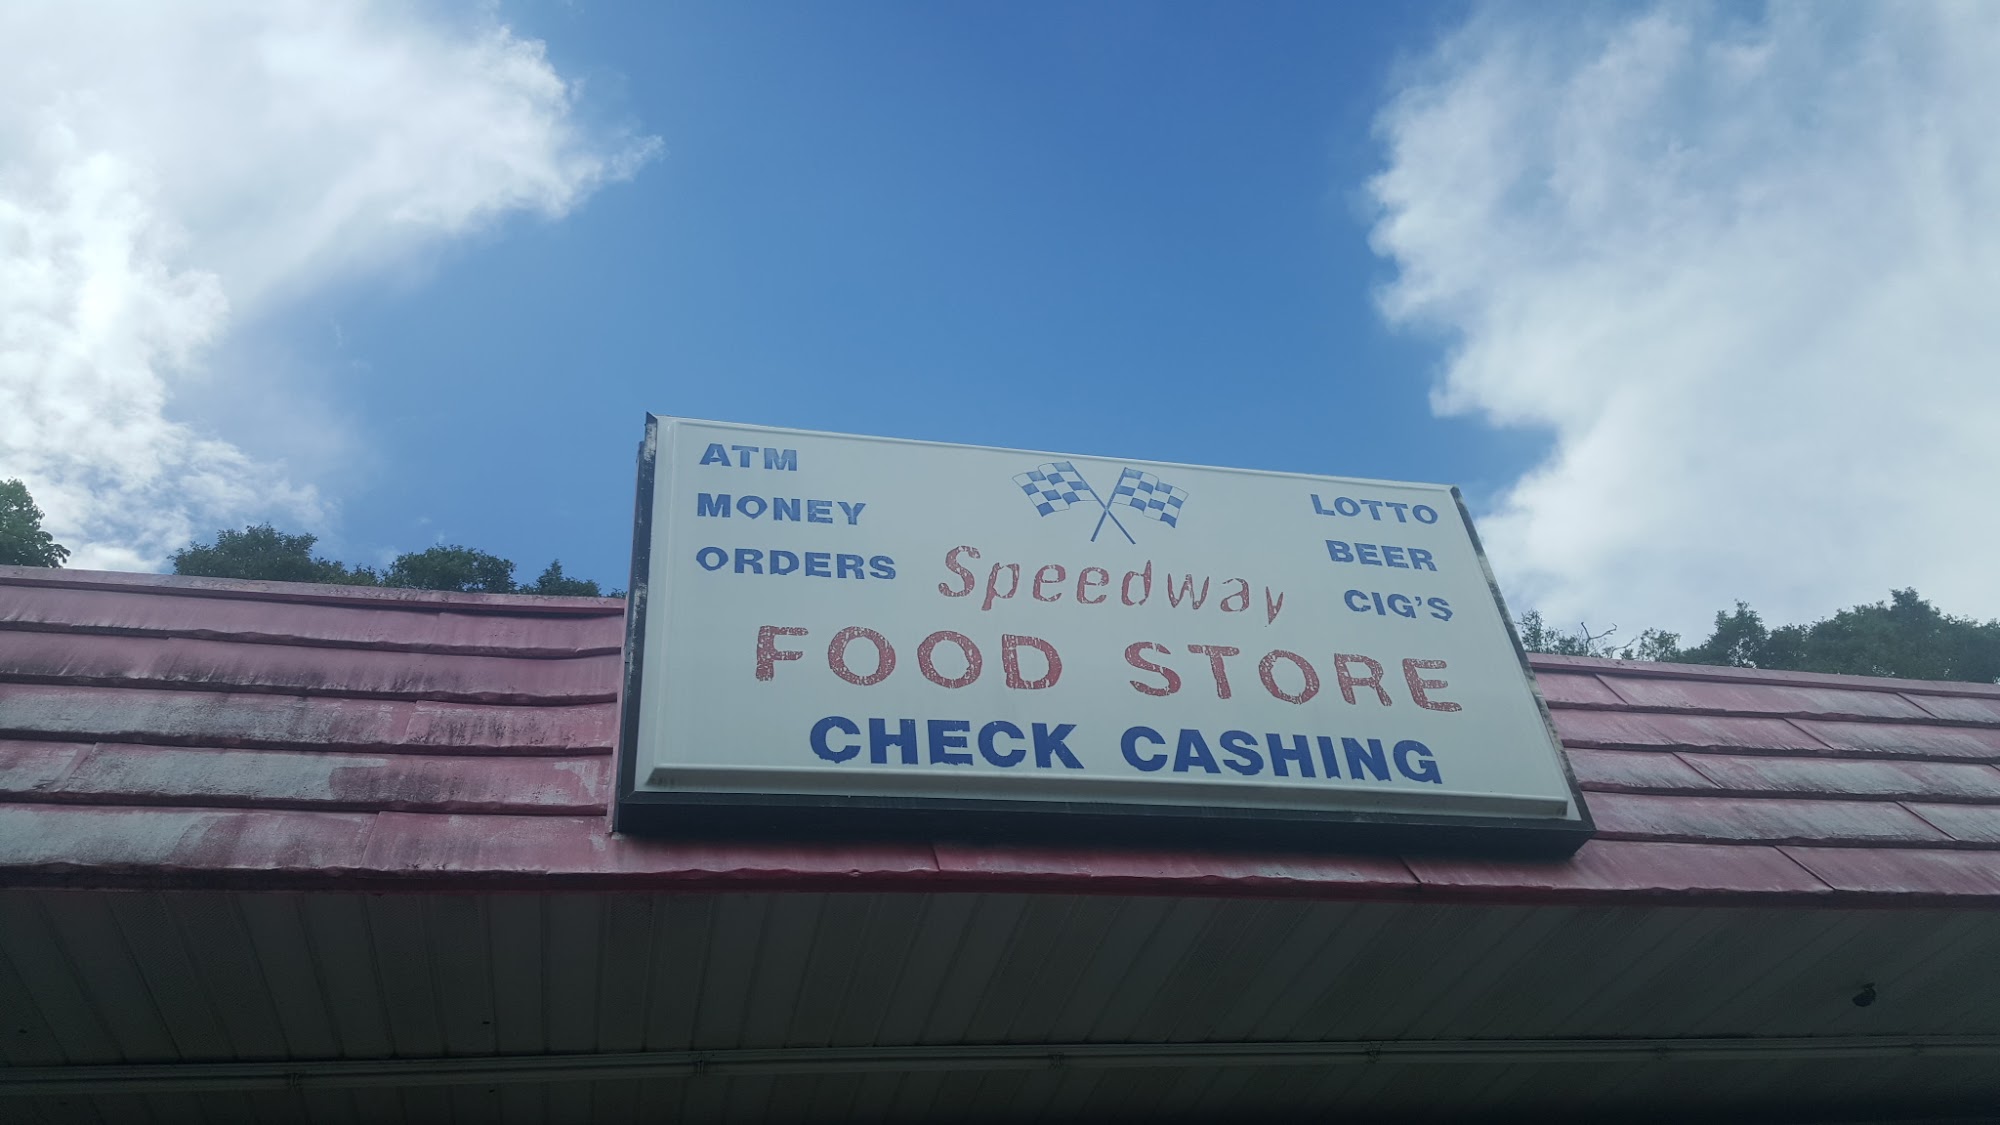 ATM
MONEY
ORDERS
LOTTO
BEER
CIG'S
Speedway
FOOD STORE
CHECK CASHING